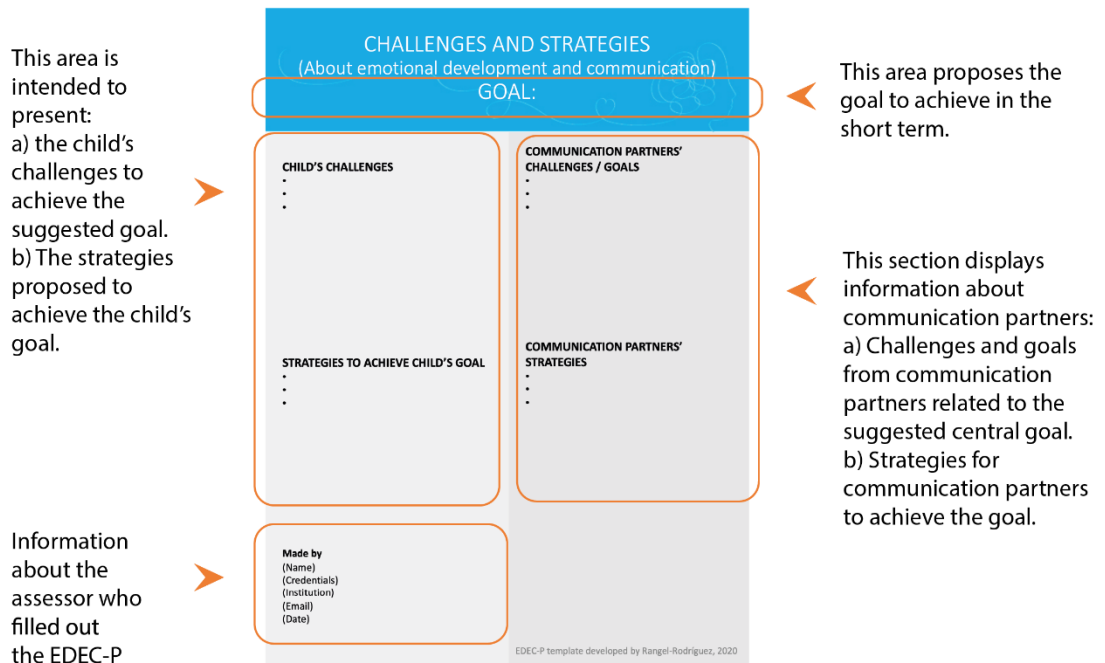 This area is
intended to
present:
a) the child's
challenges to
achieve the
suggested goal.
b) The strategies
proposed to
achieve the child's
goal.
Information
about the
assessor who
filled out
the EDEC-P
CHALLENGES AND STRATEGIES
(About emotional development and communication)
GOAL:
CHILD'S CHALLENGES
•
•
•
STRATEGIES TO ACHIEVE CHILD'S GOAL
•
•
•
COMMUNICATION PARTNERS'
CHALLENGES / GOALS
•
•
•
COMMUNICATION PARTNERS'
STRATEGIES
•
•
•
Made by
(Name)
(Credentials)
(Institution)
(Email)
(Date)
EDEC-P template developed by Rangel-Rodríguez, 2020
This area proposes the
goal to achieve in the
short term.
This section displays
information about
communication partners:
a) Challenges and goals
from communication
partners related to the
suggested central goal.
b) Strategies for
communication partners
to achieve the goal.